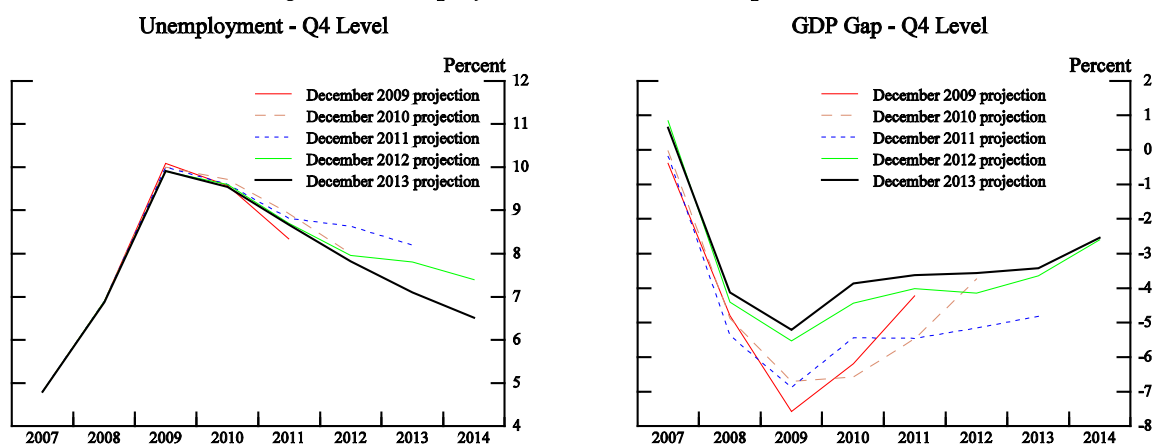 Unemployment - Q4 Level
Percent
December 2009 projection
December 2010 projection
December 2011 projection
December 2012 projection
December 2013 projection
12
11
10
9
8
7
6
5
4
2007 2008 2009 2010 2011 2012 2013 2014
GDP Gap - Q4 Level
Percent
December 2009 projection
December 2010 projection
December 2011 projection
December 2012 projection
December 2013 projection
2
1
0
-1
-2
-3
-4
-5
-6
-7
-8
2007 2008 2009 2010 2011 2012 2013 2014